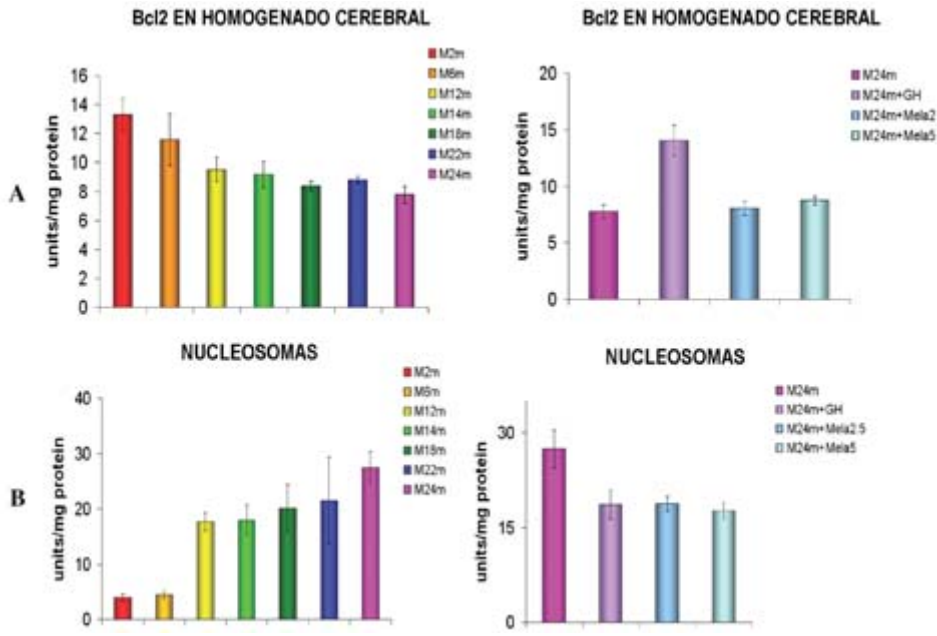 Bcl2 EN HOMOGENADO CEREBRAL
units/mg protein
16
14
12
10
8
6
4
2
0
M2m
M6m
M12m
M14m
M18m
M22m
M24m
Bcl2 EN HOMOGENADO CEREBRAL
units/mg protein
20
15
10
5
0
M24m
M24m+GH
M24m+Mela2
M24m+Mela5
A
NUCLEOSOMAS
units/mg protein
40
30
20
10
0
M2m
M6m
M12m
M14m
M18m
M22m
M24m
NUCLEOSOMAS
units/mg protein
30
15
0
M24m
M24m+GH
M24m+Mela2.5
M24m+Mela5
B